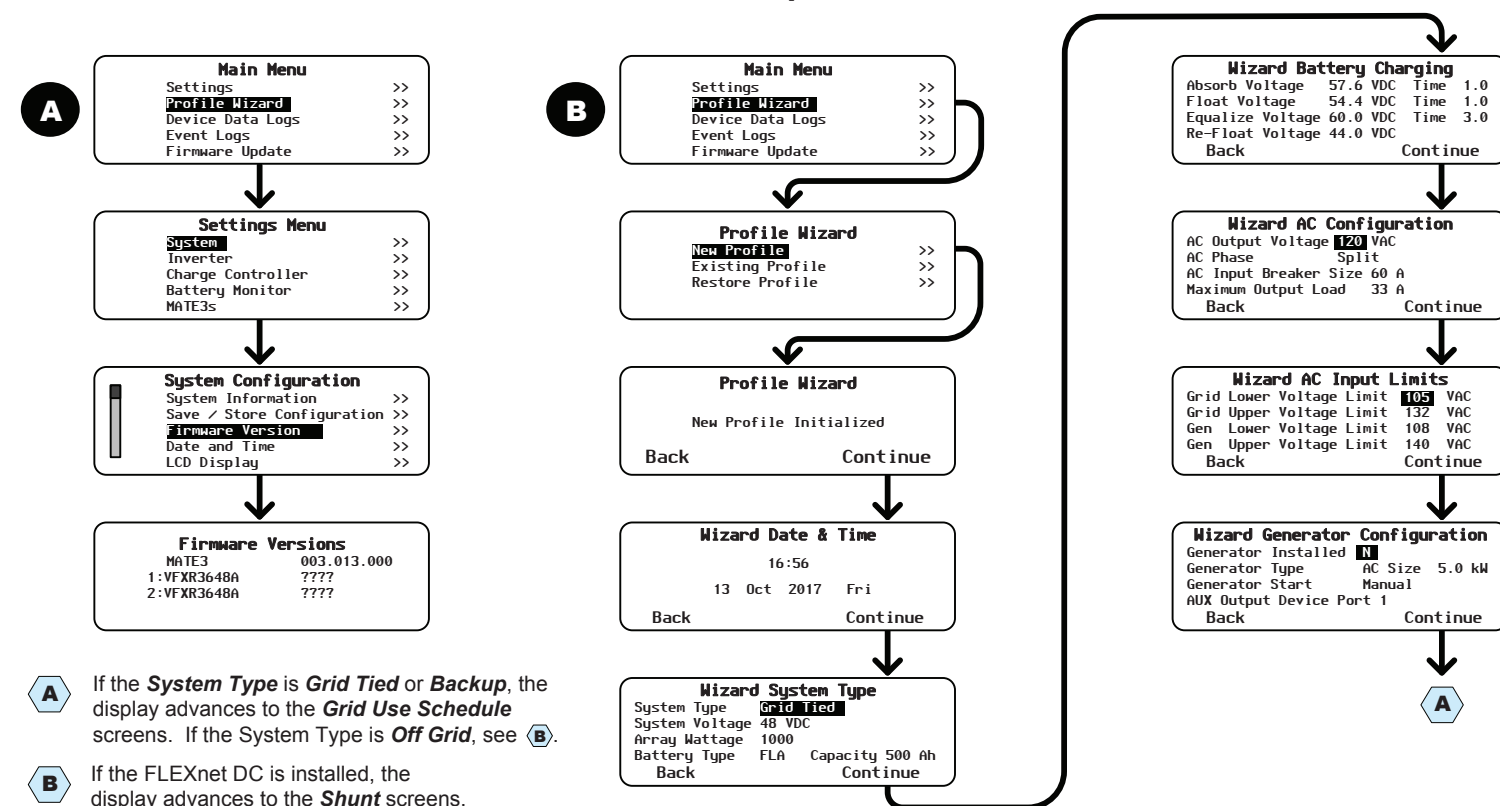 A
Main Menu
Settings >>
Profile Wizard >>
Device Data Logs >>
Event Logs >>
Firmware Update >>
Settings Menu
System >>
Inverter >>
Charge Controller >>
Battery Monitor >>
MATE3s >>
System Configuration
System Information >>
Save / Store Configuration >>
Firmware Version >>
Date and Time >>
LCD Display >>
Firmware Versions
MATE3 003.013.000
1:VFXR3648A ????
2:VFXR3648A ????
A If the System Type is Grid Tied or Backup, the
display advances to the Grid Use Schedule
screens. If the System Type is Off Grid, see B.
B If the FLEXnet DC is installed, the
display advances to the Shunt screens.
B
Main Menu
Settings >>
Profile Wizard >>
Device Data Logs >>
Event Logs >>
Firmware Update >>
Profile Wizard
New Profile >>
Existing Profile >>
Restore Profile >>
Profile Wizard
New Profile Initialized
Back Continue
Wizard Date & Time
16:56
13 Oct 2017 Fri
Back Continue
Wizard System Type
System Type Grid Tied
System Voltage 48 VDC
Array Wattage 1000
Battery Type FLA Capacity 500 Ah
Back Continue
Wizard Battery Charging
Absorb Voltage 57.6 VDC Time 1.0
Float Voltage 54.4 VDC Time 1.0
Equalize Voltage 60.0 VDC Time 3.0
Re-Float Voltage 44.0 VDC
Back Continue
Wizard AC Configuration
AC Output Voltage 120 VAC
AC Phase Split
AC Input Breaker Size 60 A
Maximum Output Load 33 A
Back Continue
Wizard AC Input Limits
Grid Lower Voltage Limit 105 VAC
Grid Upper Voltage Limit 132 VAC
Gen Lower Voltage Limit 108 VAC
Gen Upper Voltage Limit 140 VAC
Back Continue
Wizard Generator Configuration
Generator Installed N
Generator Type AC Size 5.0 kW
Generator Start Manual
AUX Output Device Port 1
Back Continue
A